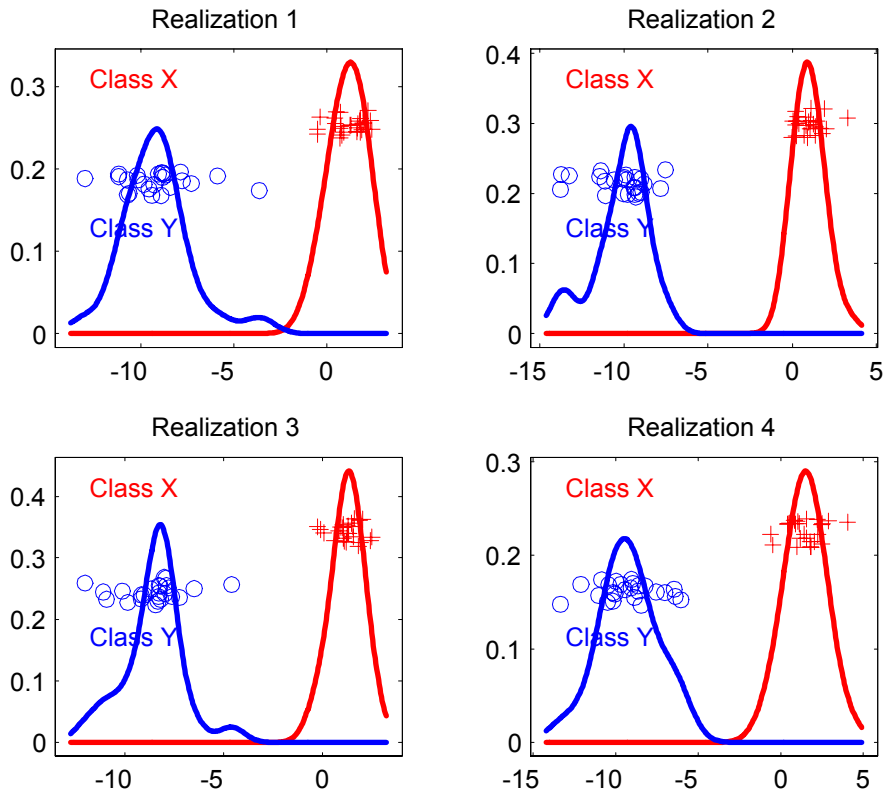 Realization 1
Class X
Class Y
0.3
0.2
0.1
0
-10
-5
0
Realization 2
Class X
Class Y
0.4
0.3
0.2
0.1
0
-15
-10
-5
0
5
Realization 3
Class X
Class Y
0.4
0.3
0.2
0.1
0
-10
-5
0
Realization 4
Class X
Class Y
0.3
0.2
0.1
0
-15
-10
-5
0
5